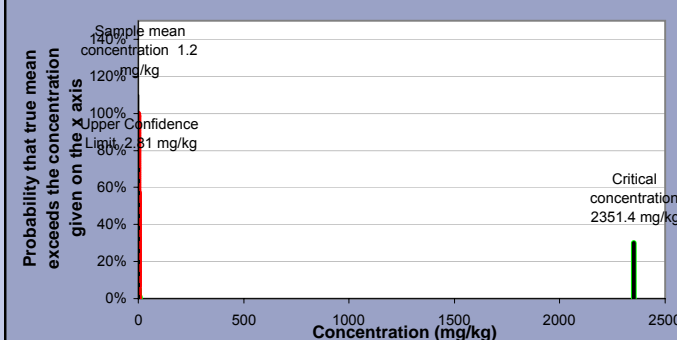 Probability that true mean
exceeds the concentration
given on the x axis
140%
120%
100%
80%
60%
40%
20%
0%
Sample mean
concentration 1.2
mg/kg
Upper Confidence
Limit 2.81 mg/kg
Critical
concentration
2351.4 mg/kg
0
500
1000
1500
2000
2500
Concentration (mg/kg)